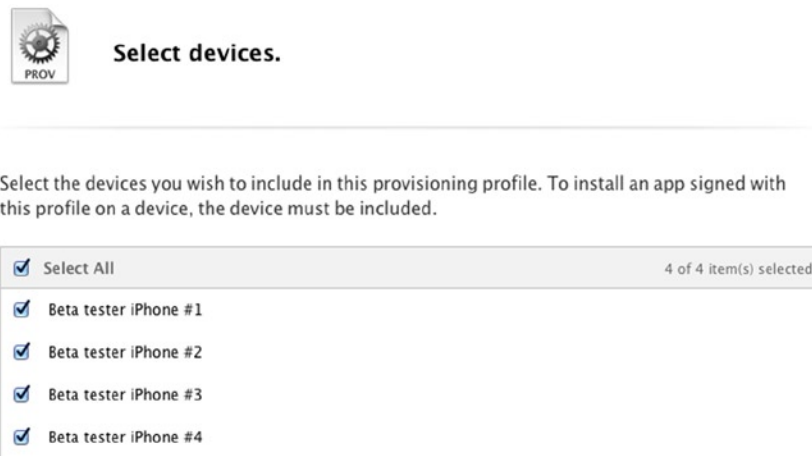 PROV
Select devices.
Select the devices you wish to include in this provisioning profile. To install an app signed with
this profile on a device, the device must be included.
Select All 4 of 4 item(s) selected
Beta tester iPhone #1
Beta tester iPhone #2
Beta tester iPhone #3
Beta tester iPhone #4